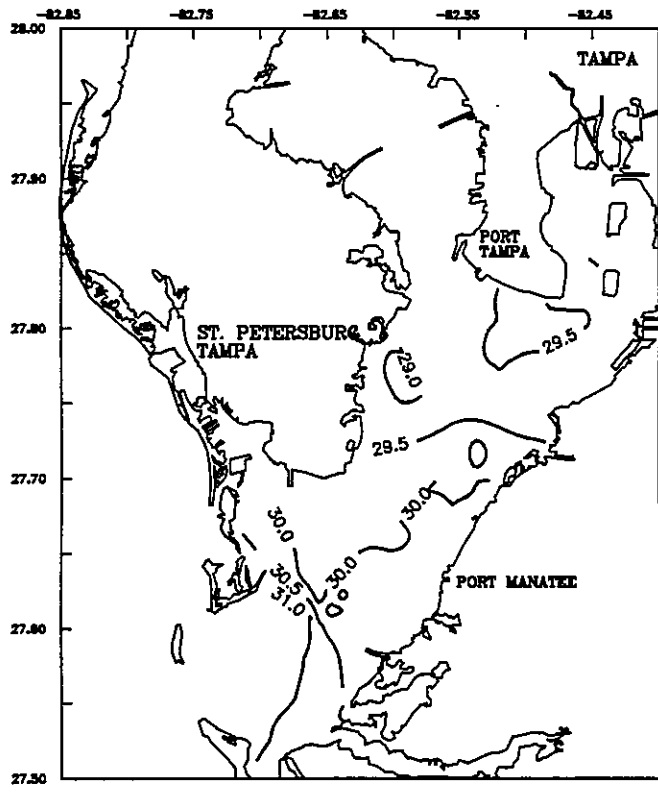 -82.85 -82.75 -82.65 -82.55 -82.45
28.00
TAMPA
27.90
PORT
TAMPA
27.80
ST. PETERSBURG
TAMPA
29.5
29.0
29.5
27.70
30.0
30.0
30.0
30.5
31.0
PORT MANATEE
27.60
27.50